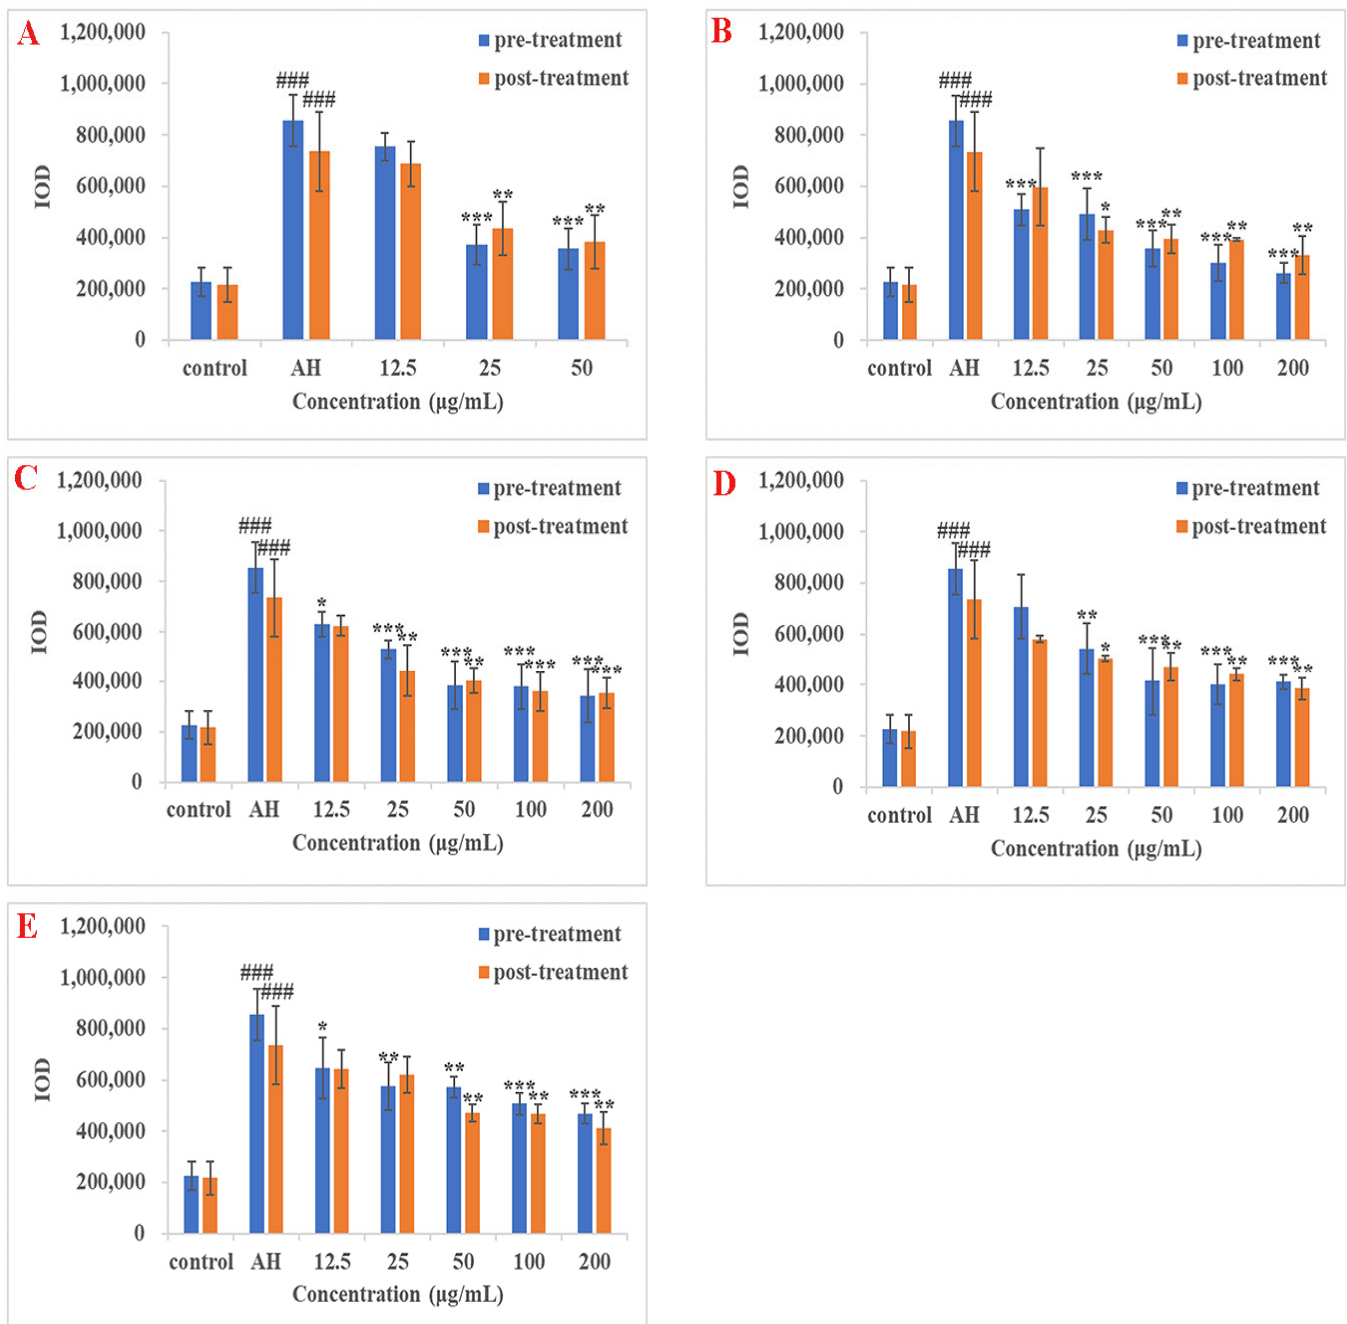 A
1,200,000
1,000,000
800,000
600,000
400,000
200,000
0
IOD
pre-treatment
post-treatment
###
###
***
**
***
**
control AH 12.5 25 50
Concentration (μg/mL)
B
1,200,000
1,000,000
800,000
600,000
400,000
200,000
0
IOD
pre-treatment
post-treatment
###
###
***
***
*
***
**
***
**
***
**
control AH 12.5 25 50 100 200
Concentration (μg/mL)
C
1,200,000
1,000,000
800,000
600,000
400,000
200,000
0
IOD
pre-treatment
post-treatment
###
###
*
***
**
***
**
***
***
***
***
control AH 12.5 25 50 100 200
Concentration (μg/mL)
D
1,200,000
1,000,000
800,000
600,000
400,000
200,000
0
IOD
pre-treatment
post-treatment
###
###
**
*
***
**
***
**
***
**
control AH 12.5 25 50 100 200
Concentration (μg/mL)
E
1,200,000
1,000,000
800,000
600,000
400,000
200,000
0
IOD
pre-treatment
post-treatment
###
###
*
**
**
**
***
**
***
**
control AH 12.5 25 50 100 200
Concentration (μg/mL)